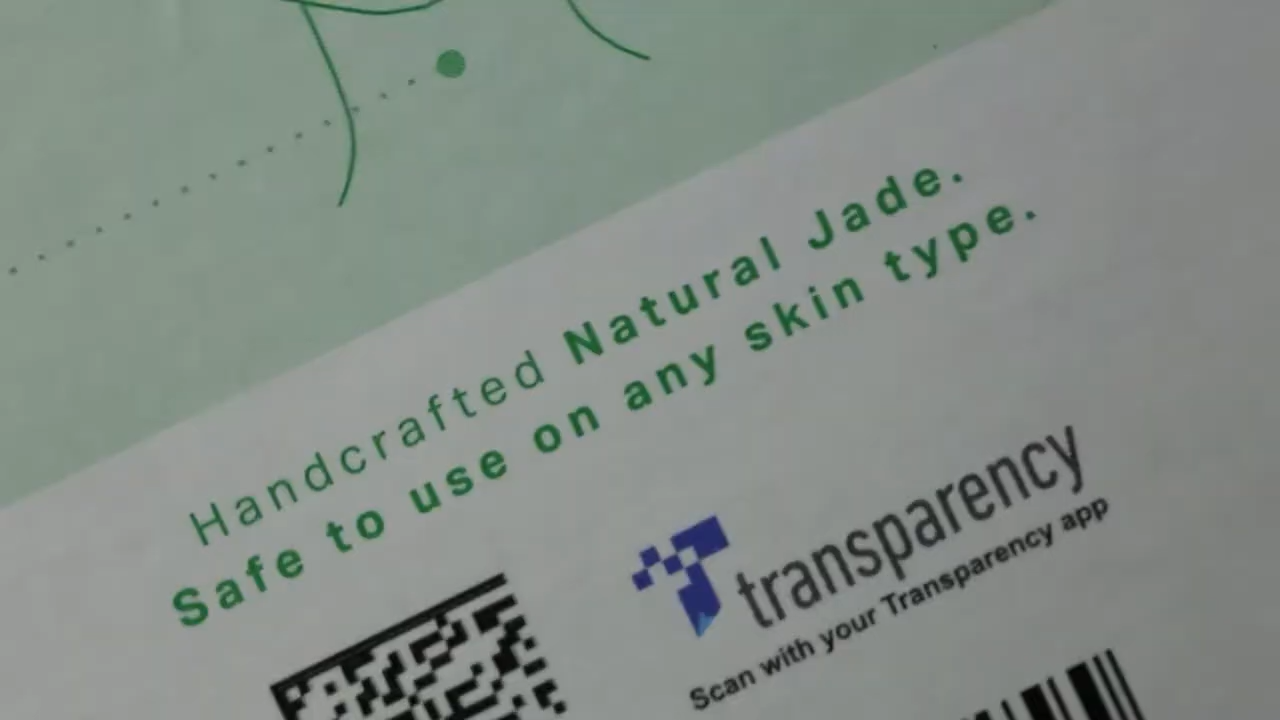 Handcrafted Natural Jade.
Safe to use on any skin type.
transparency
Scan with your Transparency app